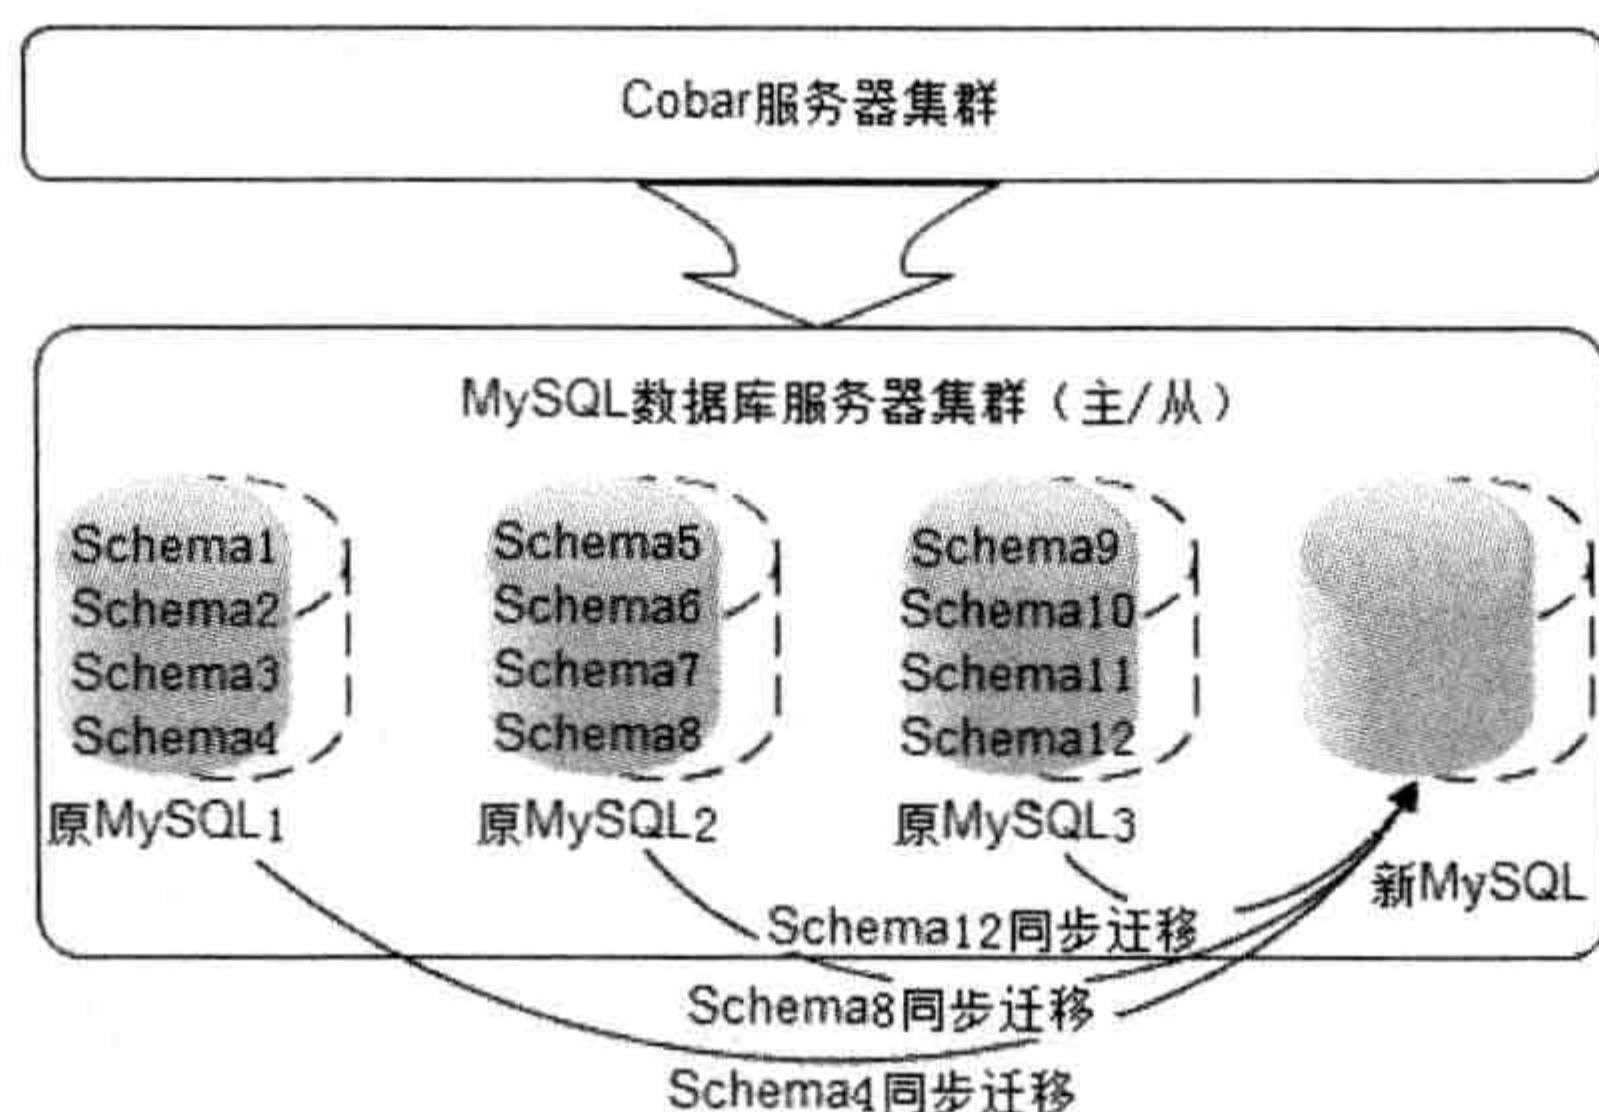 Cobar服务器集群
MySQL数据库服务器集群（主/从）
Schema1
Schema2
Schema3
Schema4
原MySQL1
Schema5
Schema6
Schema7
Schema8
原MySQL2
Schema9
Schema10
Schema11
Schema12
原MySQL3
新MySQL
Schema12同步迁移
Schema8同步迁移
Schema4同步迁移